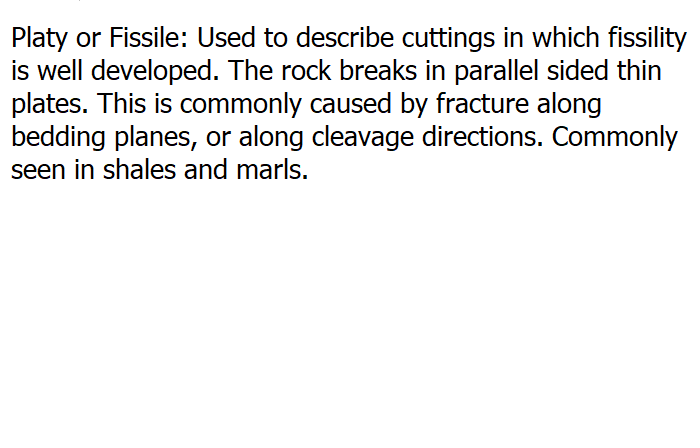 Platy or Fissile: Used to describe cuttings in which fissility
is well developed. The rock breaks in parallel sided thin
plates. This is commonly caused by fracture along
bedding planes, or along cleavage directions. Commonly
seen in shales and marls.